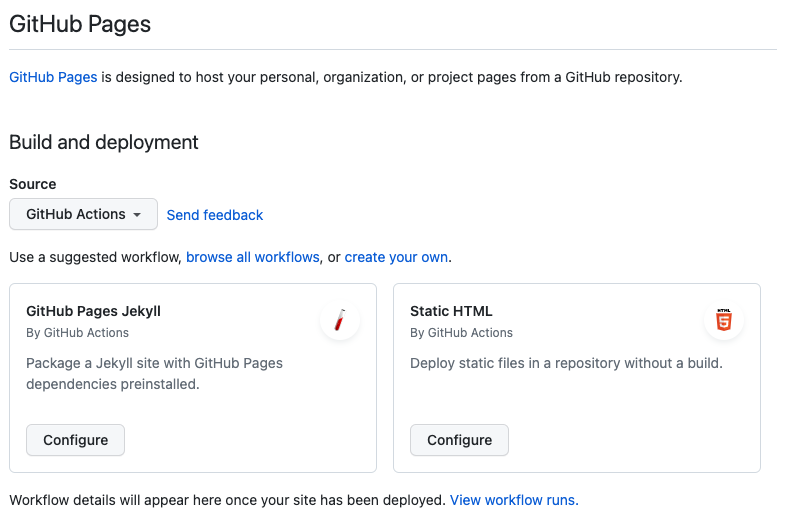 GitHub Pages
GitHub Pages is designed to host your personal, organization, or project pages from a GitHub repository.
Build and deployment
Source
GitHub Actions
Send feedback
Use a suggested workflow, browse all workflows, or create your own.
GitHub Pages Jekyll
By GitHub Actions
Package a Jekyll site with GitHub Pages
dependencies preinstalled.
Configure
Static HTML
HTML
5
By GitHub Actions
Deploy static files in a repository without a build.
Configure
Workflow details will appear here once your site has been deployed. View workflow runs.